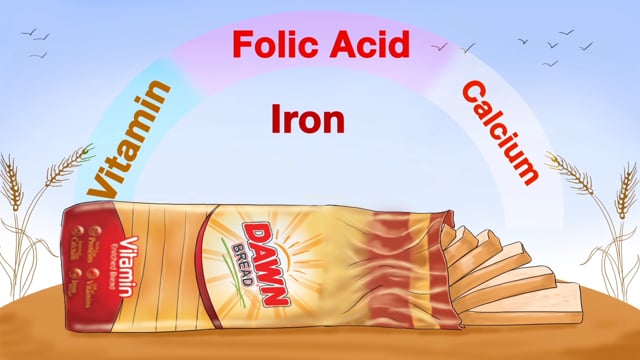 Folic Acid
Vitamin
Iron
Calcium
Vitamin
Enriched Bread
DAWN
BREAD